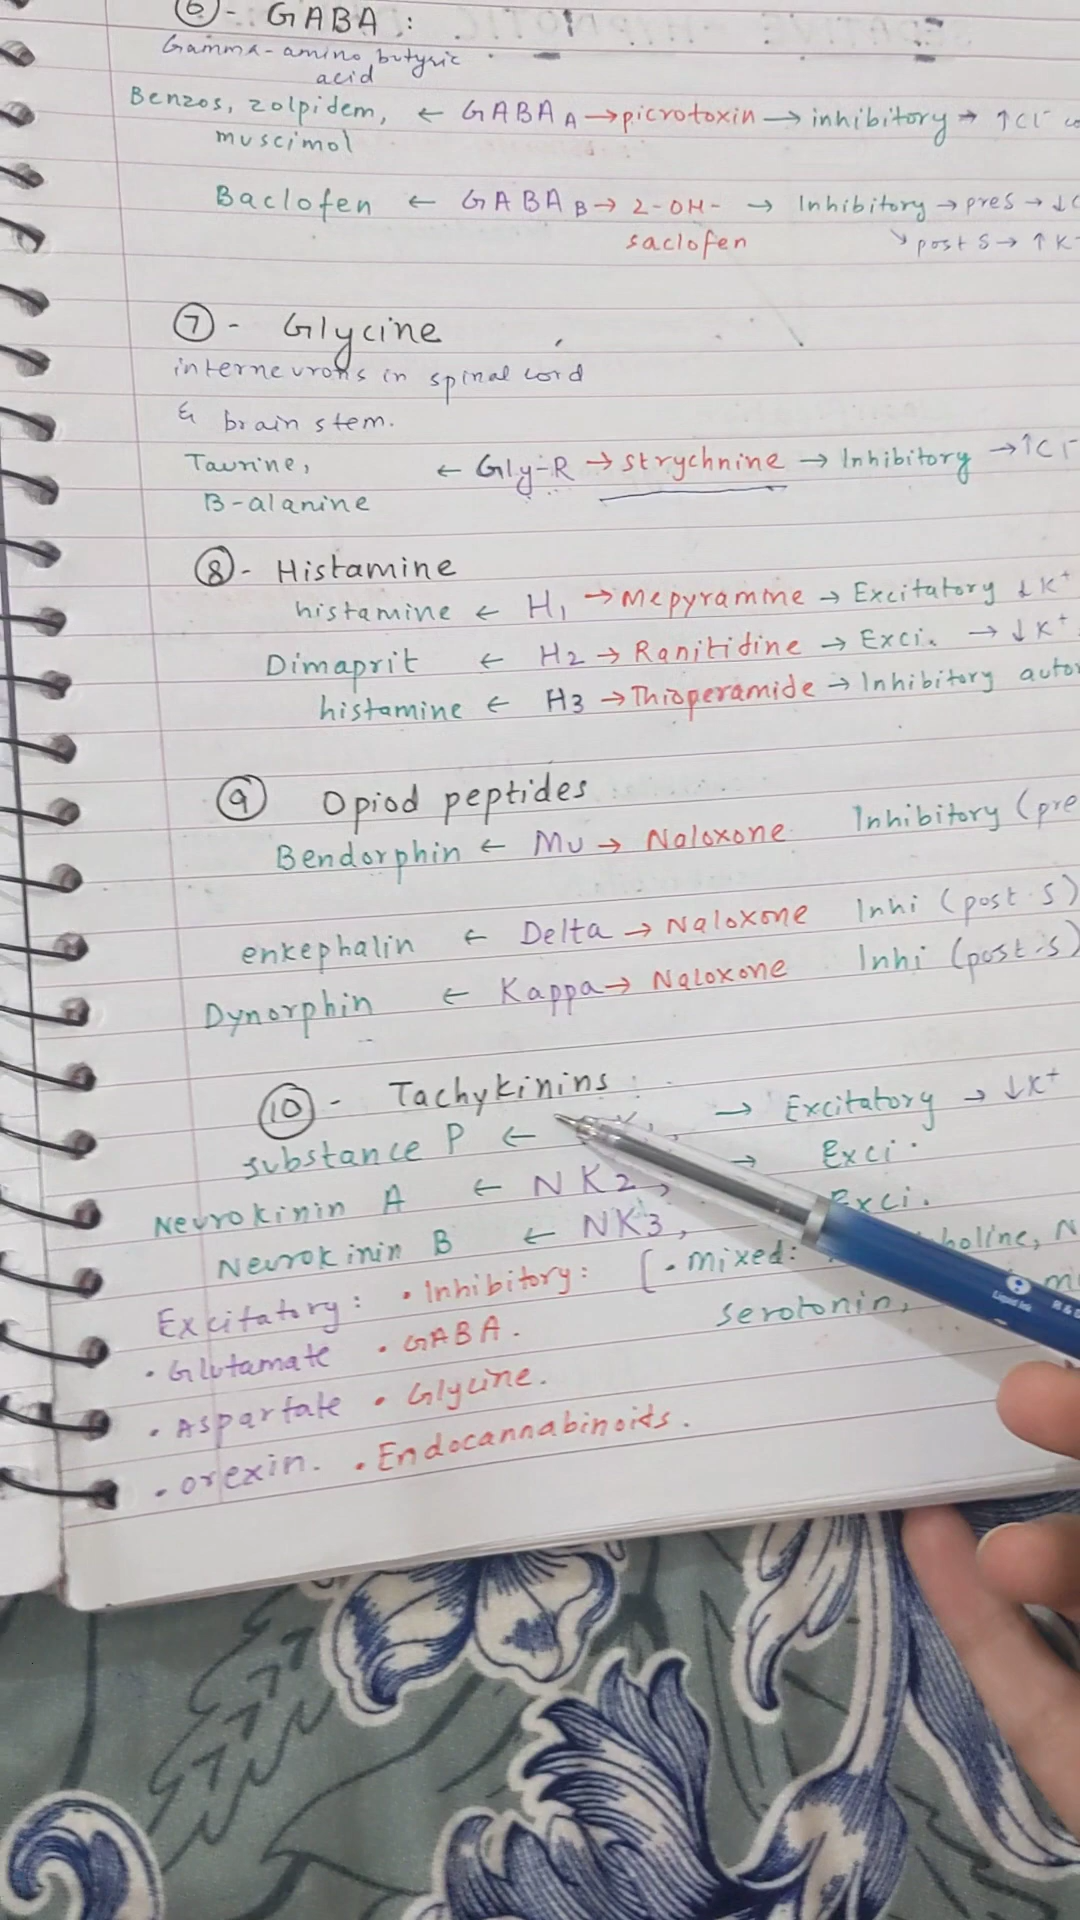 ⑥ - GABA:
Gamma-amino butyric
acid
Benzos, zolpidem, ← GABA A → picrotoxin → inhibitory → ↑Cl⁻
muscimol
Baclofen ← GABA B → 2-OH- → Inhibitory → pres → ↓
saclofen ↘ post S → ↑ K
⑦ - Glycine
interneurons in spinal cord
& brain stem.
Taurine, ← Gly-R → strychnine → Inhibitory → ↑Cl⁻
B-alanine
⑧ - Histamine
histamine ← H1 → Mepyramine → Excitatory ↓K⁺
Dimaprit ← H2 → Ranitidine → Exci. → ↓K⁺
histamine ← H3 → Thioperamide → Inhibitory
⑨ Opiod peptides
Bendorphin ← Mu → Naloxone Inhibitory (pre
enkephalin ← Delta → Naloxone Inhi (post.s)
Dynorphin ← Kappa → Naloxone Inhi (post.s)
⑩ - Tachykinins:
substance P ← → Excitatory → ↓K⁺
Neurokinin A ← NK2, → Exci.
Neurokinin B ← NK3, Exci.
Excitatory: • Inhibitory: [ • mixed:
• Glutamate • GABA. serotonin,
• Aspartate • Glycine.
• orexin. • Endocannabinoids.
Liquid Ink